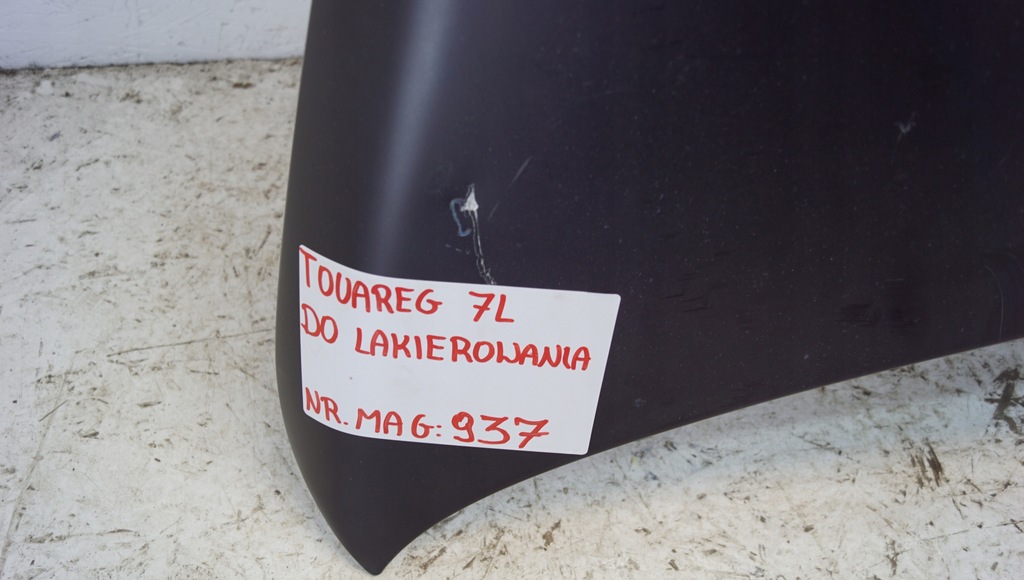 TOUAREG 7L
DO LAKIEROWANIA
NR. MAG: 937